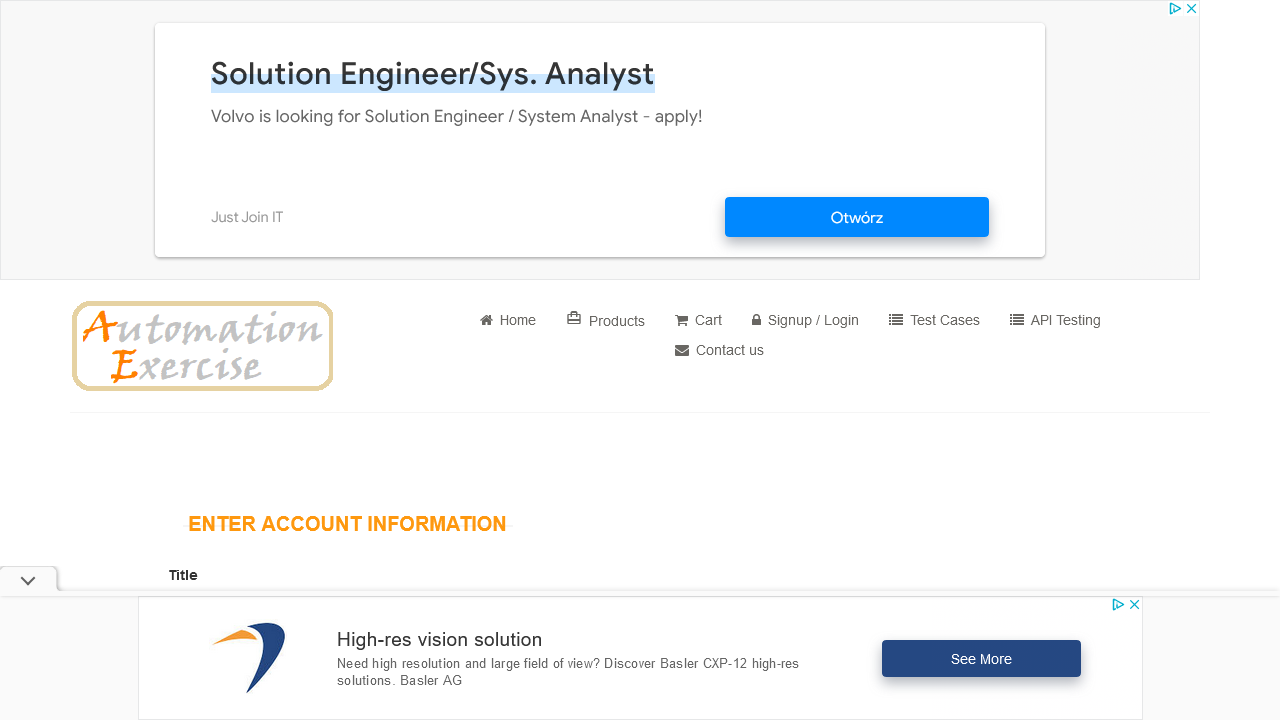 Solution Engineer/Sys. Analyst
Volvo is looking for Solution Engineer / System Analyst - apply!
Just Join IT
Otwórz
Automation
Exercise
Home
Products
Cart
Signup / Login
Test Cases
API Testing
Contact us
ENTER ACCOUNT INFORMATION
Title
High-res vision solution
Need high resolution and large field of view? Discover Basler CXP-12 high-res
solutions. Basler AG
See More